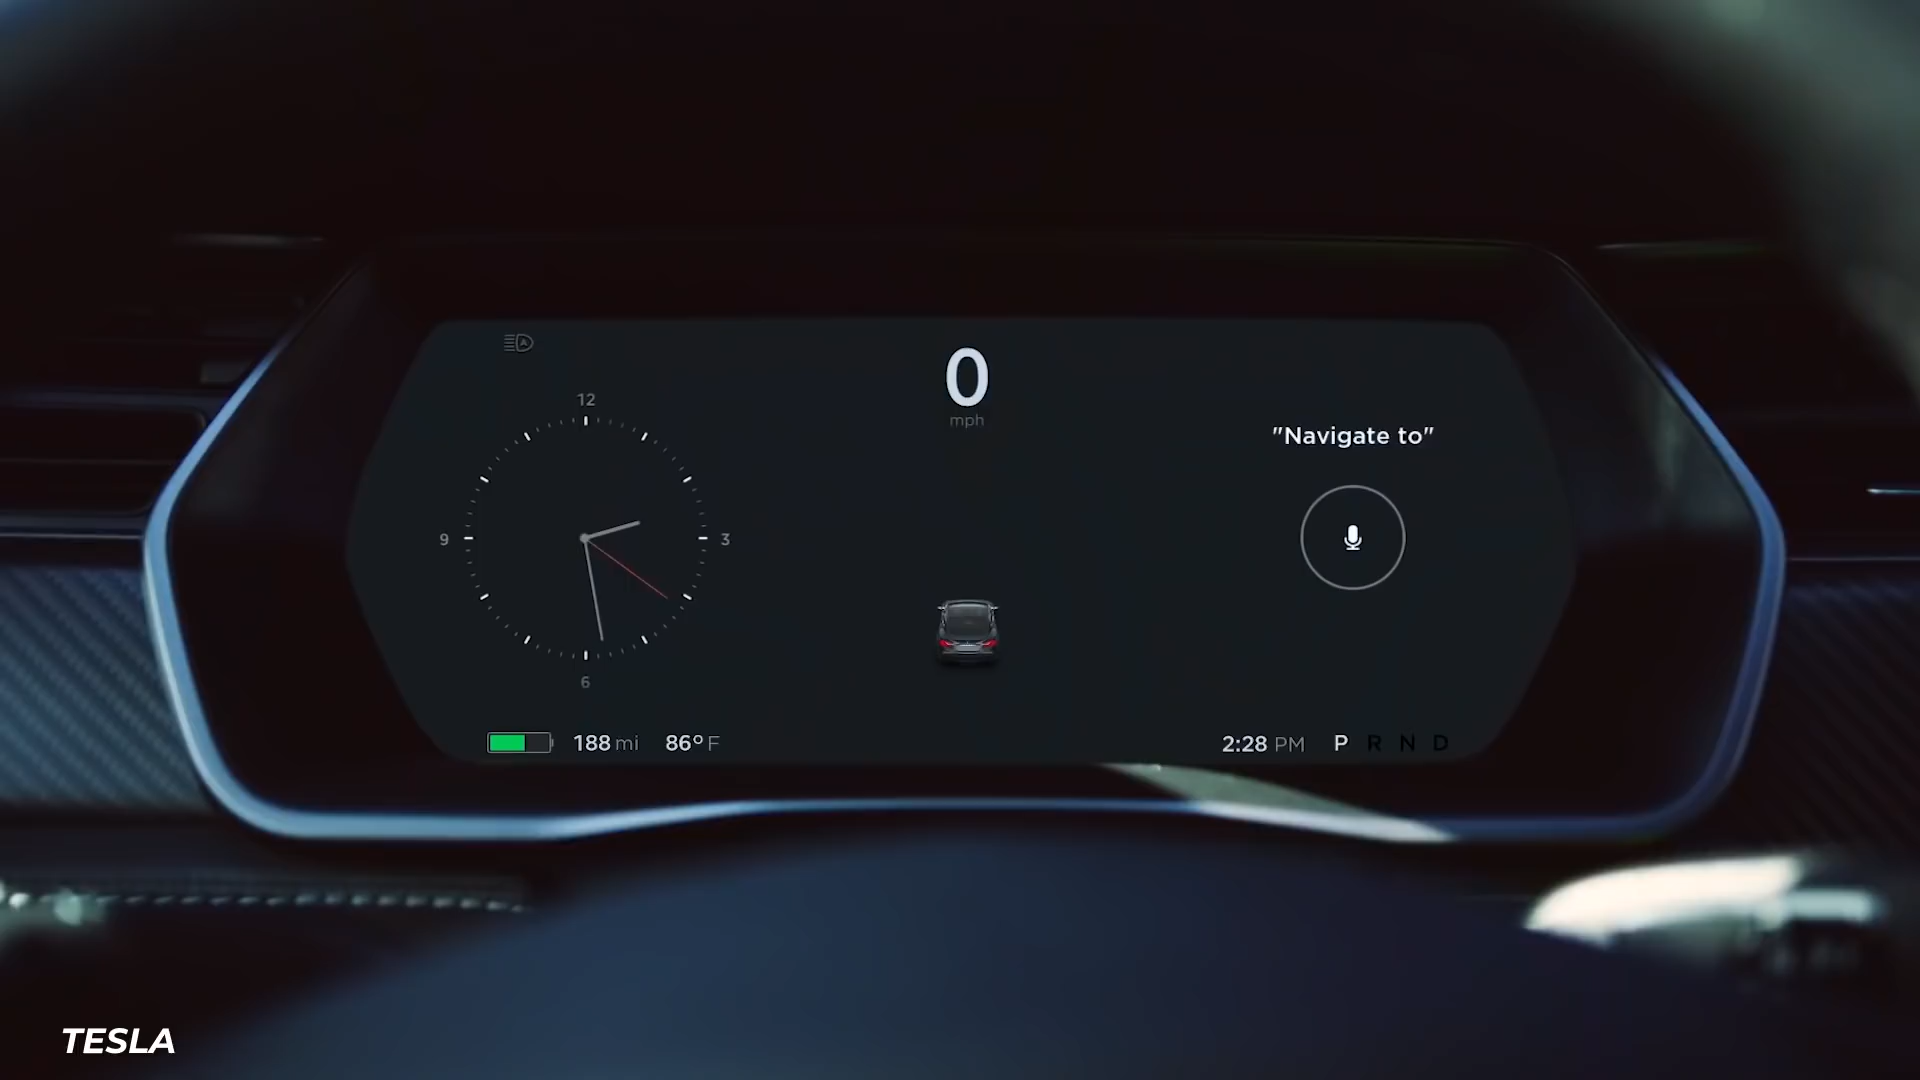 0
mph
12
9
3
6
"Navigate to"
188 mi
86° F
2:28 PM
P R N D
TESLA